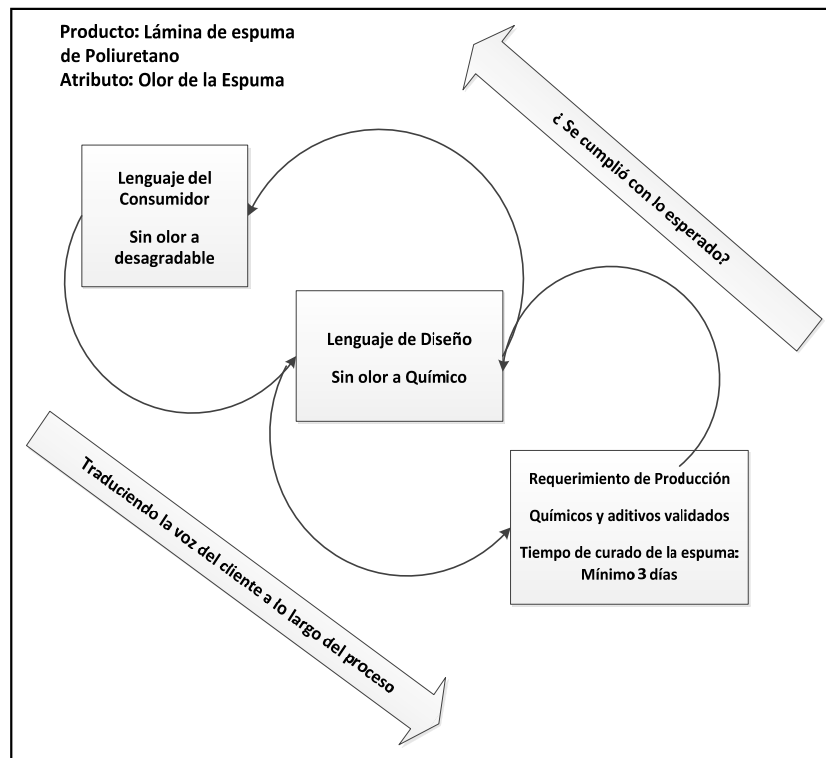 Producto: Lámina de espuma
de Poliuretano
Atributo: Olor de la Espuma
¿ Se cumplió con lo esperado?
Lenguaje del
Consumidor
Sin olor a
desagradable
Lenguaje de Diseño
Sin olor a Químico
Requerimiento de Producción
Químicos y aditivos validados
Tiempo de curado de la espuma:
Mínimo 3 días
Traduciendo la voz del cliente a lo largo del proceso